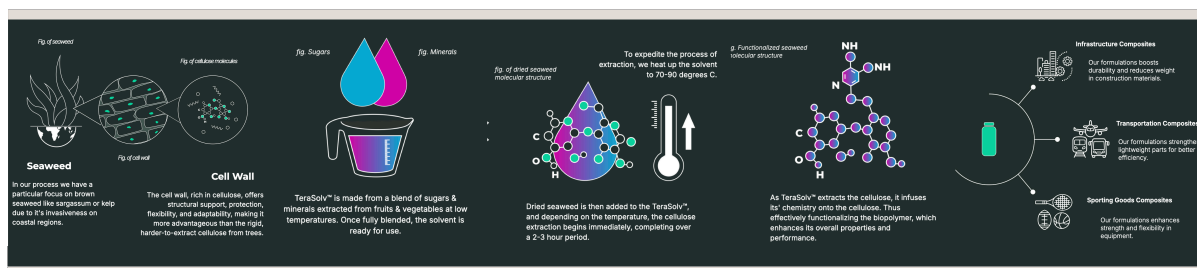 Fig. of seaweed
Fig. of cellulose molecules
Fig. of cell wall
Seaweed
In our process we have a
particular focus on brown
seaweed like sargassum or kelp
due to it's invasiveness on
coastal regions.
Cell Wall
The cell wall, rich in cellulose, offers
structural support, protection,
flexibility, and adaptability, making it
more advantageous than the rigid,
harder-to-extract cellulose from trees.
fig. Sugars
fig. Minerals
TeraSolv™ is made from a blend of sugars &
minerals extracted from fruits & vegetables at low
temperatures. Once fully blended, the solvent is
ready for use.
fig. of dried seaweed
molecular structure
To expedite the process of
extraction, we heat up the solvent
to 70-90 degrees C.
C
O
H
Dried seaweed is then added to the TeraSolv™,
and depending on the temperature, the cellulose
extraction begins immediately, completing over
a 2-3 hour period.
g. Functionalized seaweed
molecular structure
NH
NH
N
C
O
H
As TeraSolv™ extracts the cellulose, it infuses
its' chemistry onto the cellulose. Thus
effectively functionalizing the biopolymer, which
enhances its overall properties and
performance.
Infrastructure Composites
Our formulations boosts
durability and reduces weight
in construction materials.
Transportation Composites
Our formulations strengthe
lightweight parts for better
efficiency.
Sporting Goods Composites
Our formulations enhances
strength and flexibility in
equipment.